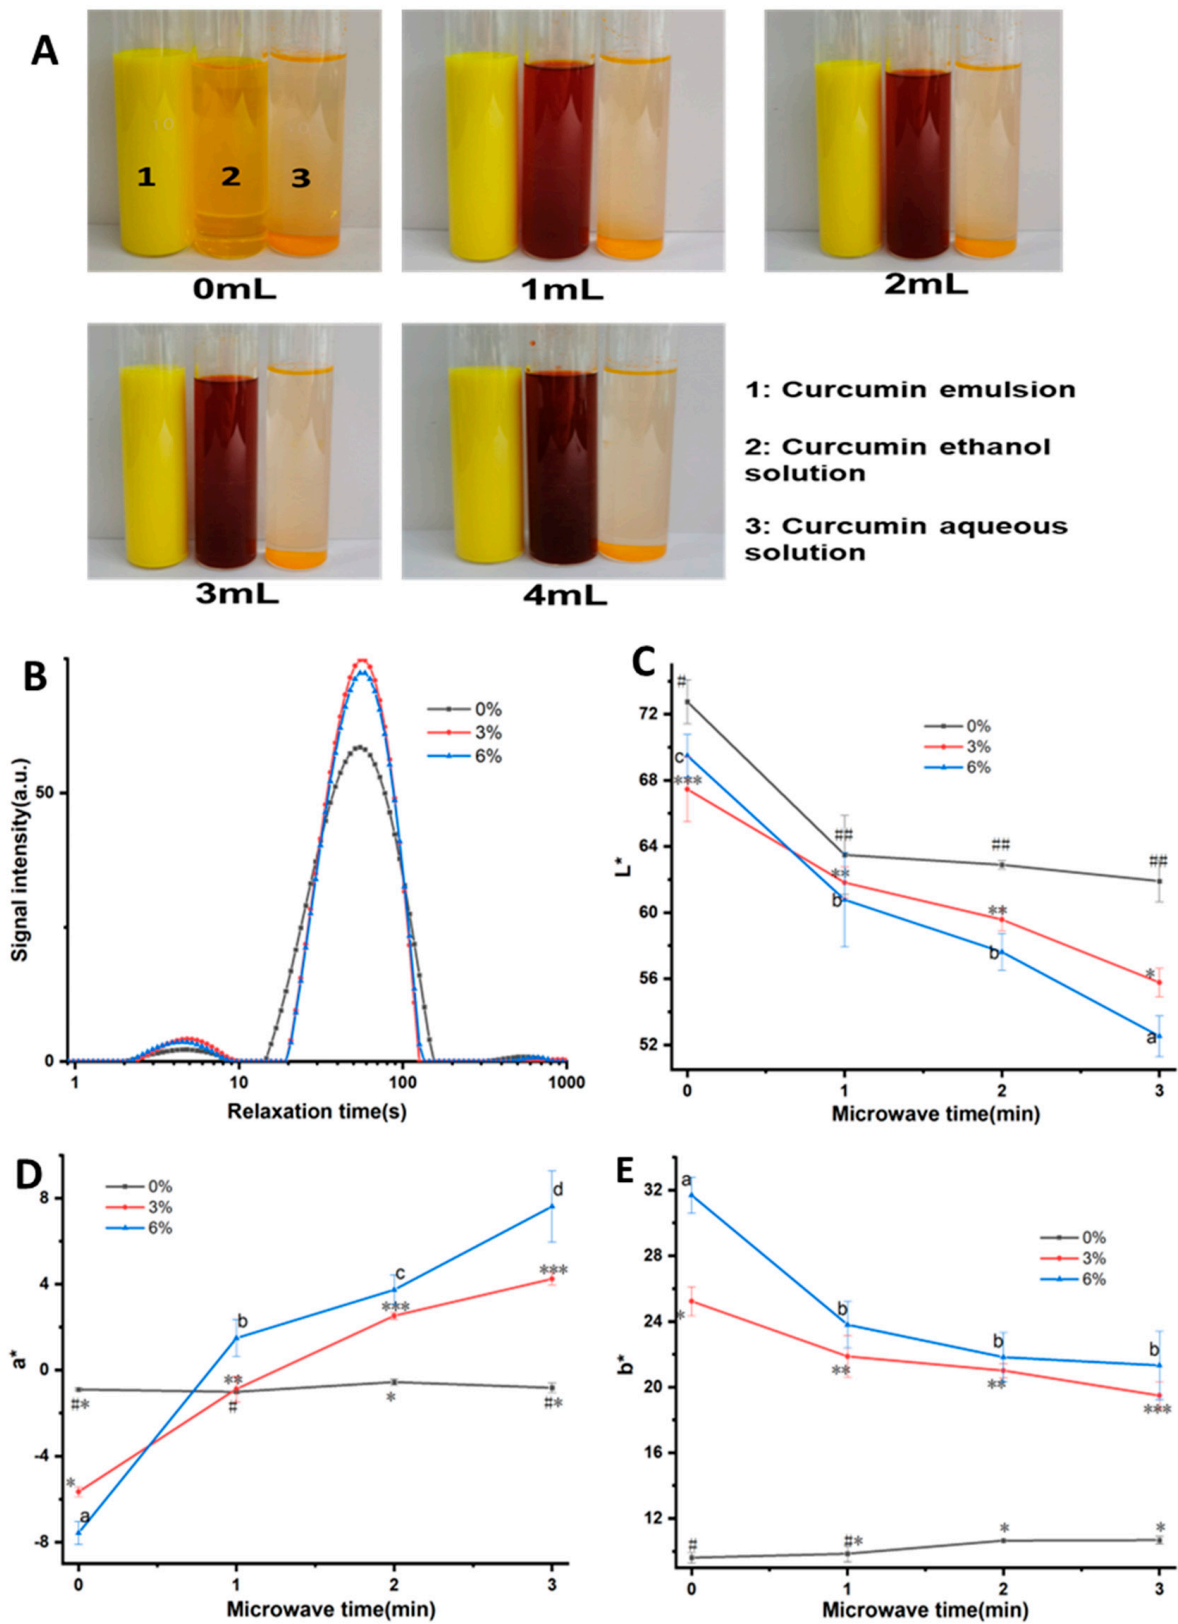 A
1
2
3
0mL
1mL
2mL
3mL
4mL
1: Curcumin emulsion
2: Curcumin ethanol
solution
3: Curcumin aqueous
solution
B
Signal intensity(a.u.)
50
0
0%
3%
6%
1
10
100
1000
Relaxation time(s)
C
L*
72
68
64
60
56
52
0%
3%
6%
#
c
***
##
**
b
##
**
b
##
*
a
0
1
2
3
Microwave time(min)
D
a*
8
4
0
-4
-8
0%
3%
6%
#*
*
a
b
**
#
c
***
*
d
***
#*
0
1
2
3
Microwave time(min)
E
b*
32
28
24
20
16
12
0%
3%
6%
a
*
#
b
**
#*
b
**
*
b
***
*
0
1
2
3
Microwave time(min)